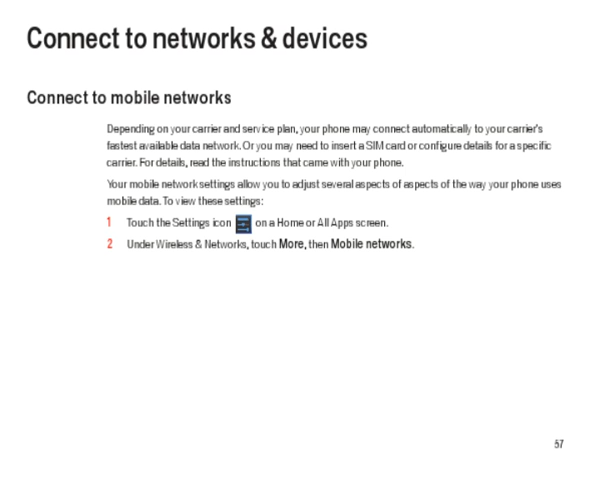 Connect to networks & devices
Connect to mobile networks
Depending on your carrier and service plan, your phone may connect automatically to your carrier's
fastest available data network. Or you may need to insert a SIM card or configure details for a specific
carrier. For details, read the instructions that came with your phone.
Your mobile network settings allow you to adjust several aspects of aspects of the way your phone uses
mobile data. To view these settings:
1 Touch the Settings icon on a Home or All Apps screen.
2 Under Wireless & Networks, touch More, then Mobile networks.
57